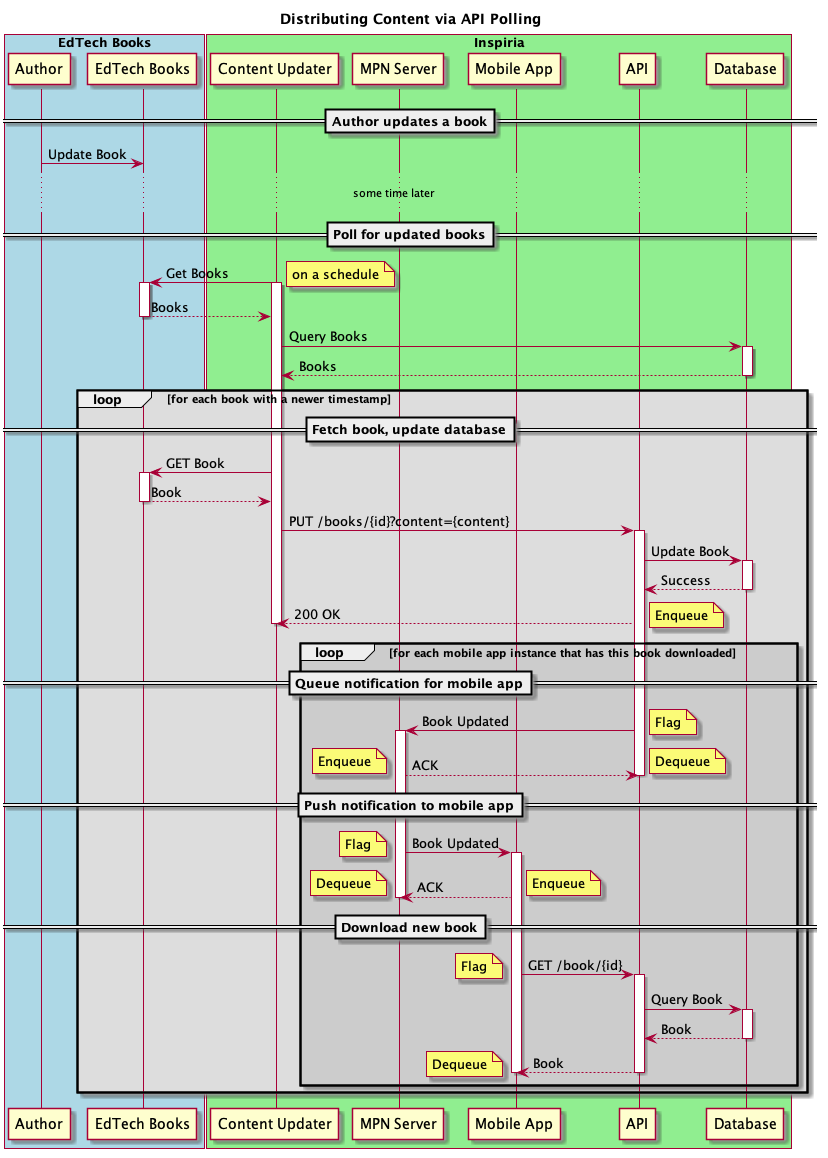 Distributing Content via API Polling
EdTech Books
Inspiria
Author
EdTech Books
Content Updater
MPN Server
Mobile App
API
Database
Author updates a book
Update Book
some time later
Poll for updated books
Get Books
on a schedule
Books
Query Books
Books
loop
[for each book with a newer timestamp]
Fetch book, update database
GET Book
Book
PUT /books/{id}?content={content}
Update Book
Success
200 OK
Enqueue
loop
[for each mobile app instance that has this book downloaded]
Queue notification for mobile app
Book Updated
Flag
Enqueue
ACK
Dequeue
Push notification to mobile app
Flag
Book Updated
Dequeue
ACK
Enqueue
Download new book
Flag
GET /book/{id}
Query Book
Book
Dequeue
Book
Author
EdTech Books
Content Updater
MPN Server
Mobile App
API
Database